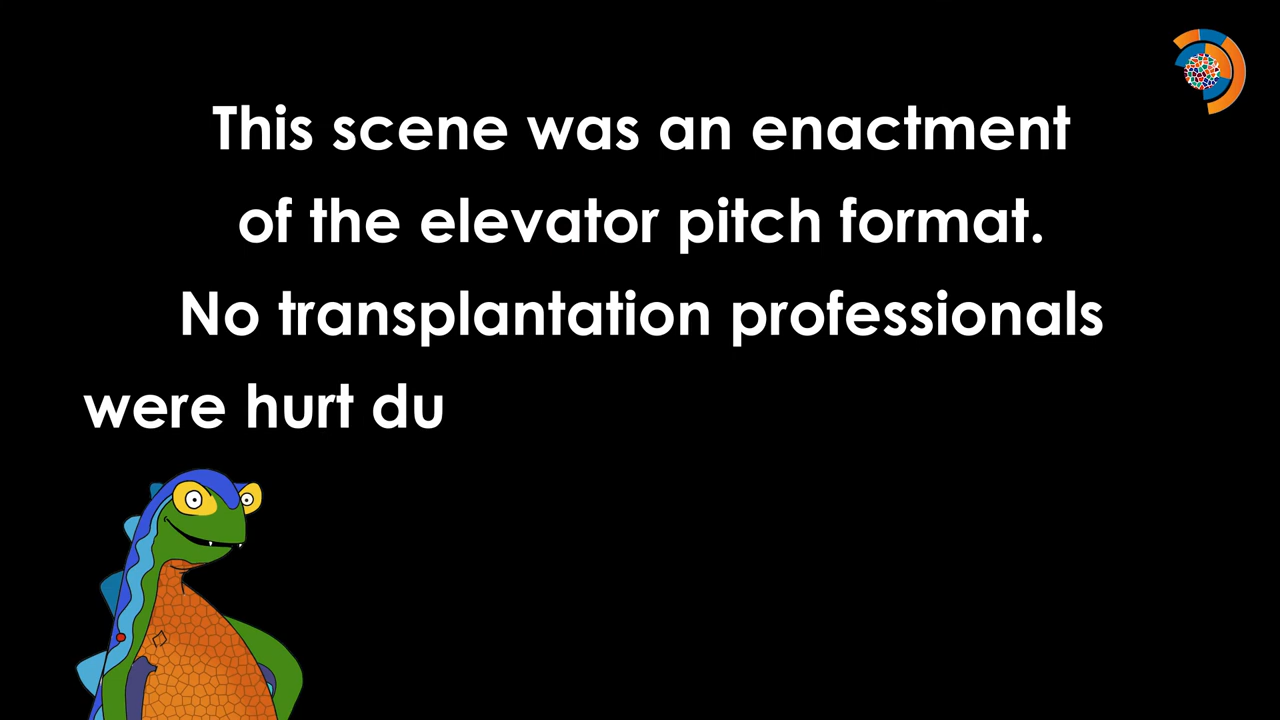 This scene was an enactment
of the elevator pitch format.
No transplantation professionals
were hurt du